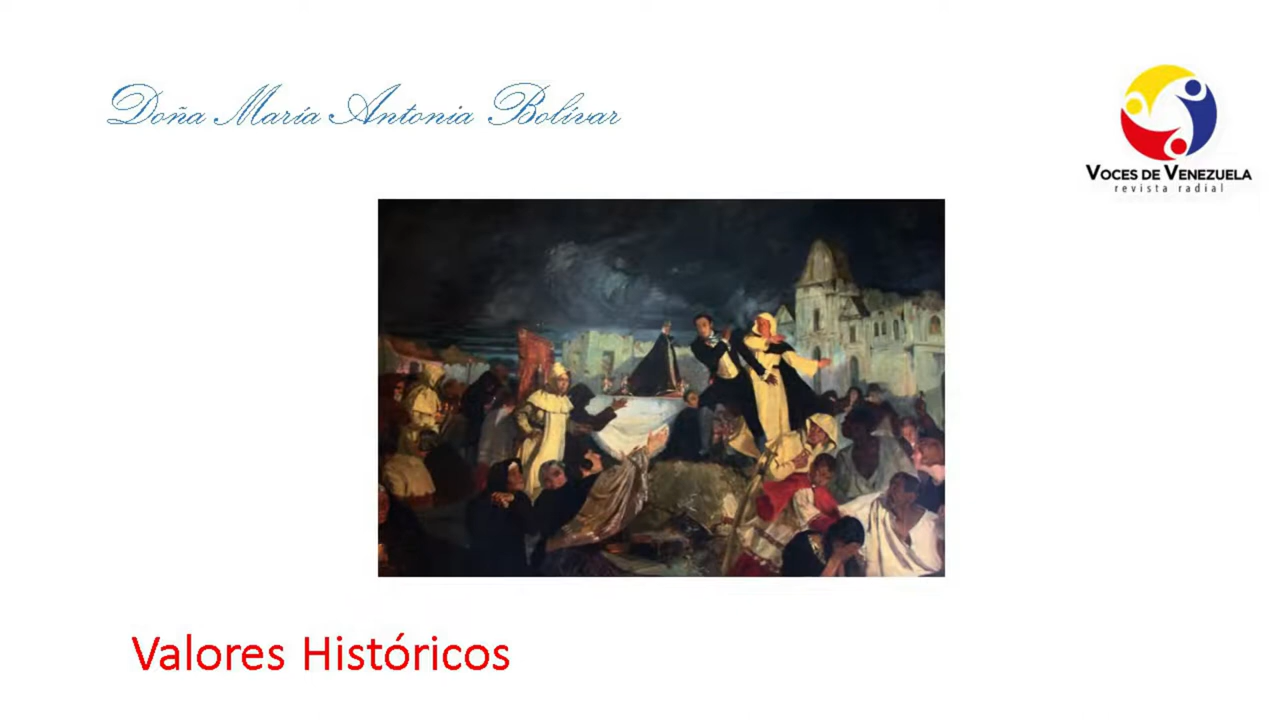 Doña María Antonia Bolívar
VOCES DE VENEZUELA
revista radial
Valores Históricos